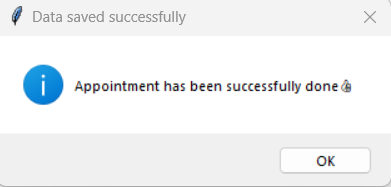 Data saved successfully
Appointment has been successfully done👍
OK